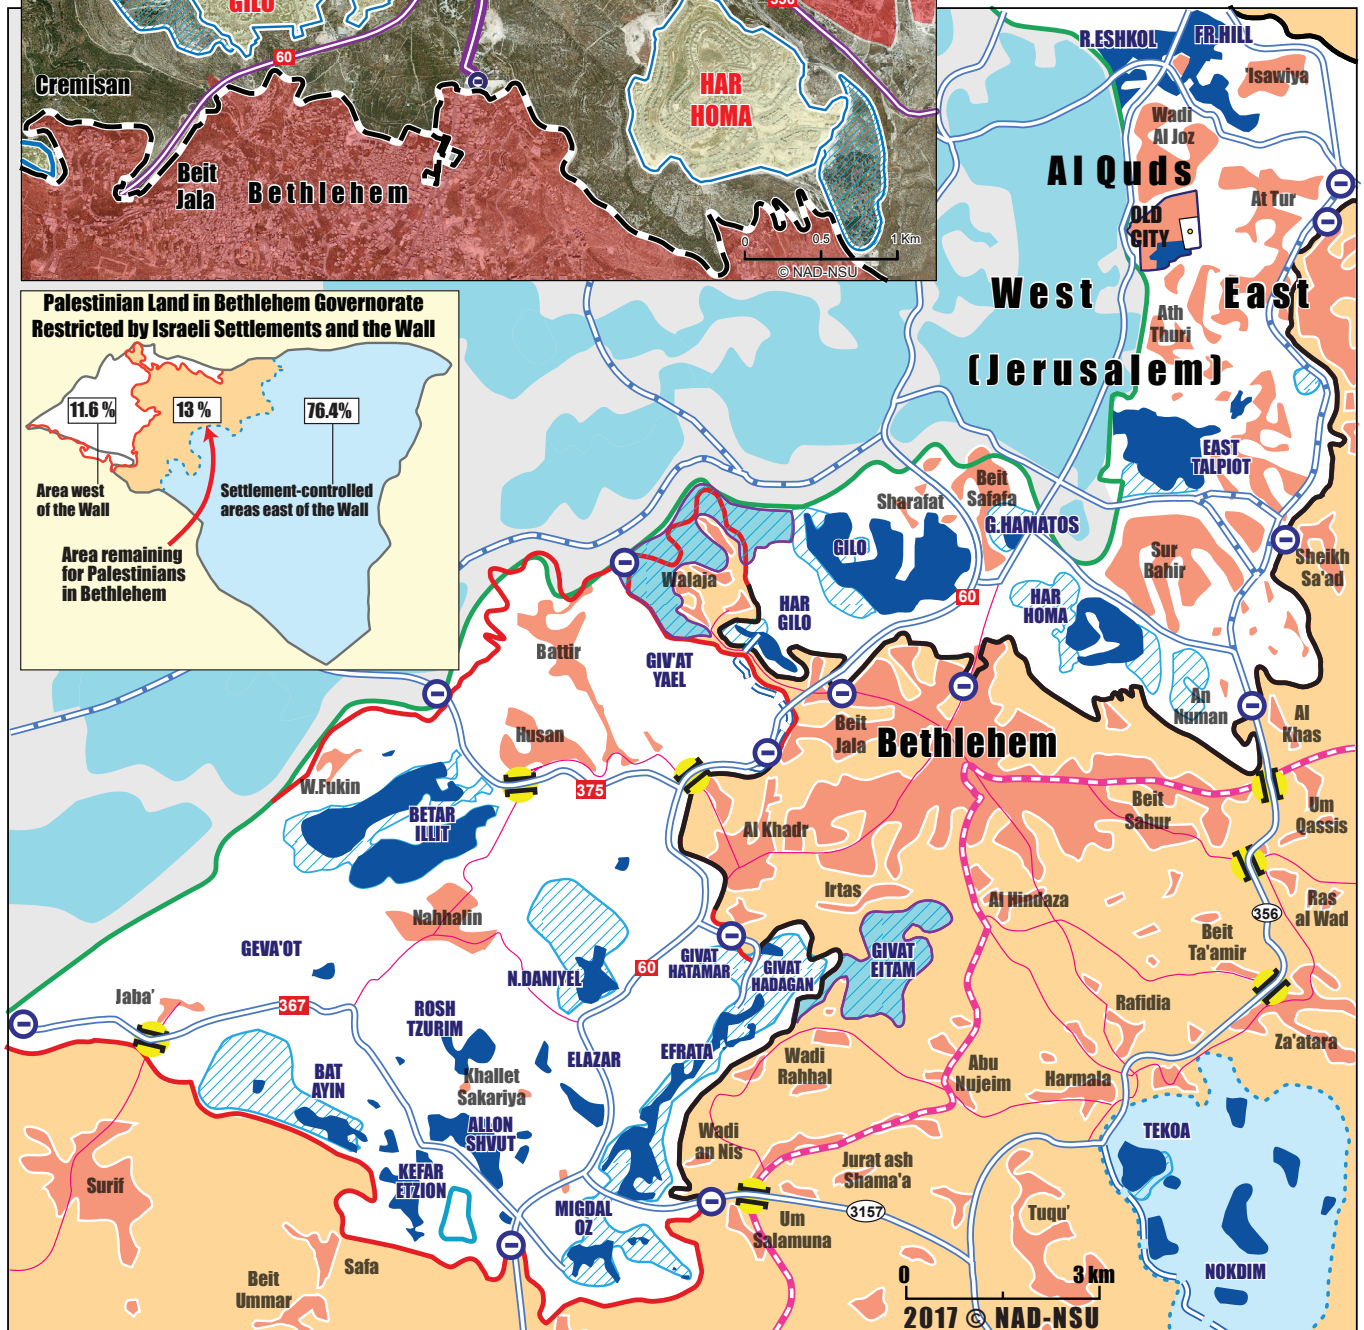 GILO
60
Cremisan
Beit
Jala
Bethlehem
HAR
HOMA
0 0.5 1 Km
© NAD-NSU
Palestinian Land in Bethlehem Governorate
Restricted by Israeli Settlements and the Wall
11.6 %
13 %
76.4%
Area west
of the Wall
Settlement-controlled
areas east of the Wall
Area remaining
for Palestinians
in Bethlehem
R.ESHKOL
FR.HILL
'Isawiya
Wadi
Al Joz
Al Quds
At Tur
OLD
CITY
West East
Ath
Thuri
(Jerusalem)
EAST
TALPIOT
Beit
Safafa
Sharafat
G.HAMATOS
GILO
Sur
Bahir
Sheikh
Sa'ad
Walaja
HAR
GILO
60
HAR
HOMA
Battir
GIV'AT
YAEL
An
Numan
Al
Khas
Husan
Beit
Jala
Bethlehem
W.Fukin
375
BETAR
ILLIT
Al Khadr
Beit
Sahur
Um
Qassis
Irtas
Al Hindaza
Ras
al Wad
356
Nahhalin
Beit
Ta'amir
GEVA'OT
N.DANIYEL
60
GIVAT
HATAMAR
GIVAT
HADAGAN
GIVAT
EITAM
Jaba'
367
ROSH
TZURIM
Rafidia
Za'atara
ELAZAR
EFRATA
Wadi
Rahhal
Abu
Nujeim
Harmala
BAT
AYIN
Khallet
Sakariya
ALLON
SHVUT
Wadi
an Nis
TEKOA
Jurat ash
Shama'a
Surif
KEFAR
ETZION
MIGDAL
OZ
Um
Salamuna
3157
Tuqu'
Safa
Beit
Ummar
NOKDIM
0 3 km
2017 © NAD-NSU